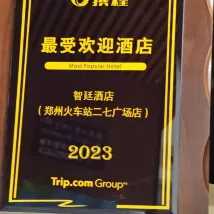 携程
最受欢迎酒店
Most Popular Hotel
智廷酒店
(郑州火车站二七广场店)
2023
Trip.com Group™